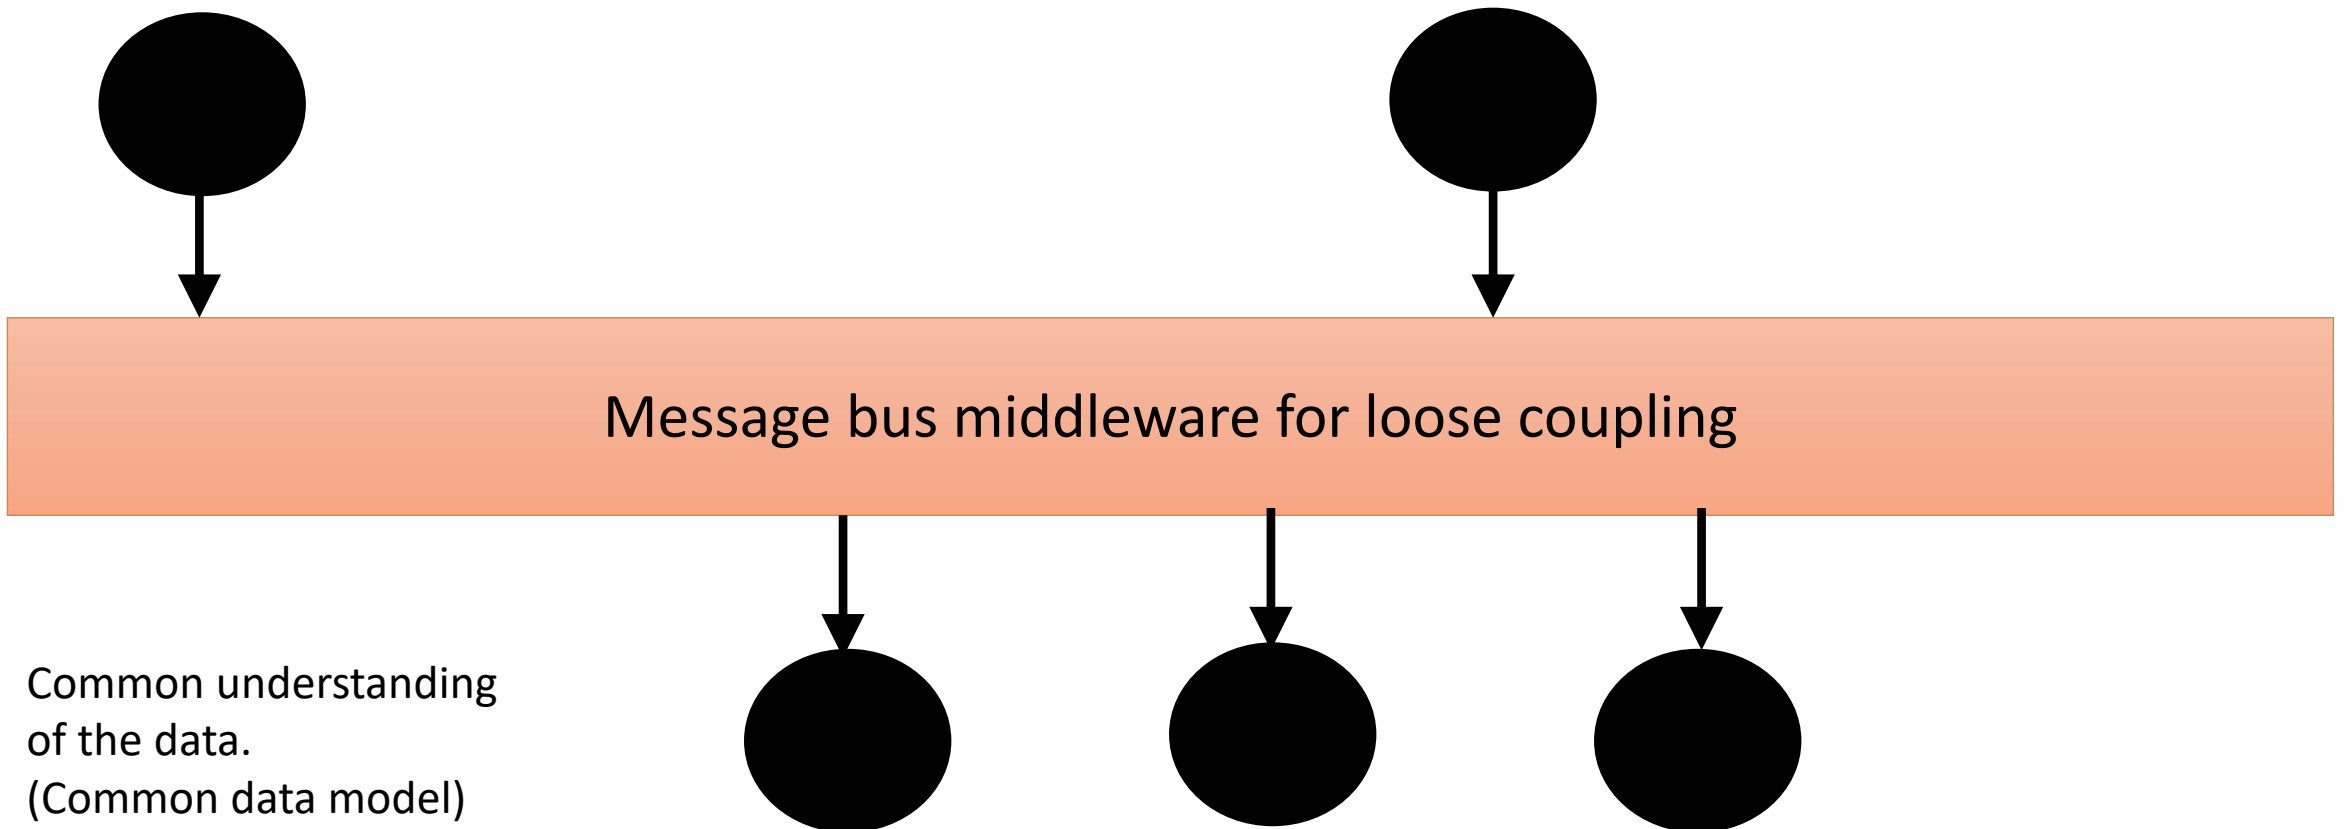 Message bus middleware for loose coupling
Common understanding
of the data.
(Common data model)